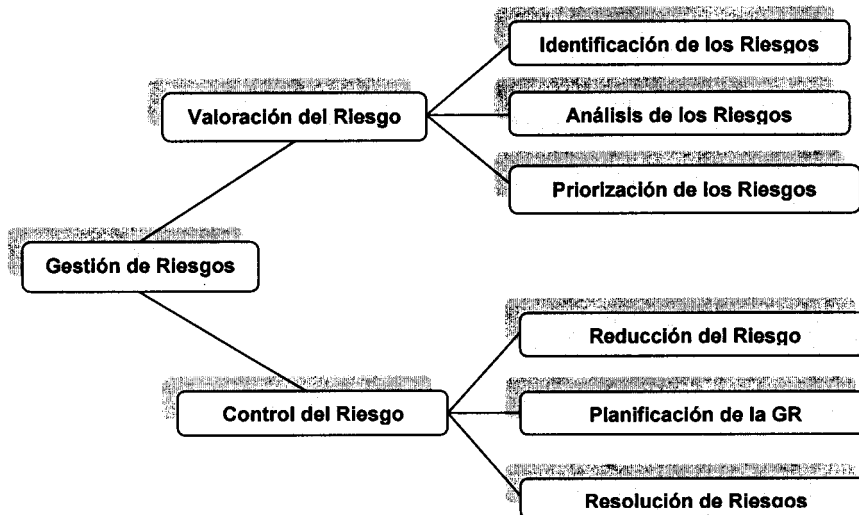 Identificación de los Riesgos
Valoración del Riesgo
Análisis de los Riesgos
Priorización de los Riesgos
Gestión de Riesgos
Reducción del Riesgo
Control del Riesgo
Planificación de la GR
Resolución de Riesgos